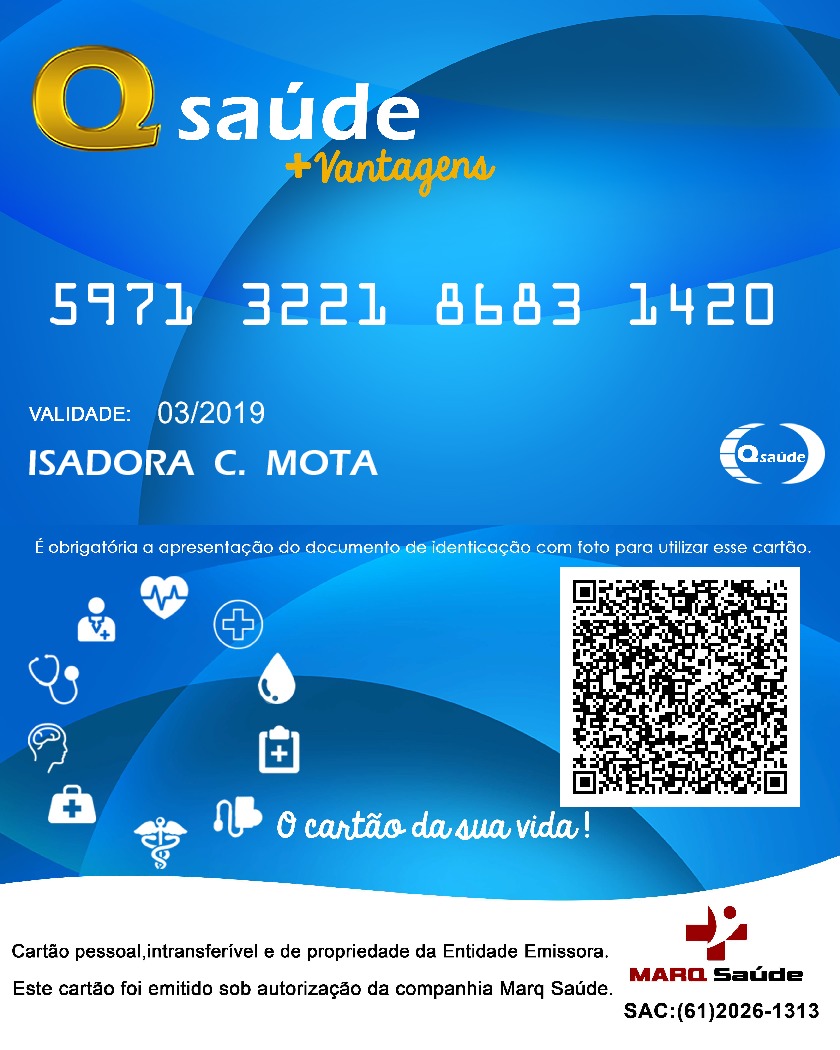 Q saúde
+Vantagens
5971 3221 8683 1420
VALIDADE: 03/2019
ISADORA C. MOTA
Qsaúde
É obrigatória a apresentação do documento de identicação com foto para utilizar esse cartão.
O cartão da sua vida !
Cartão pessoal,intransferível e de propriedade da Entidade Emissora.
MARQ Saúde
Este cartão foi emitido sob autorização da companhia Marq Saúde.
SAC:(61)2026-1313